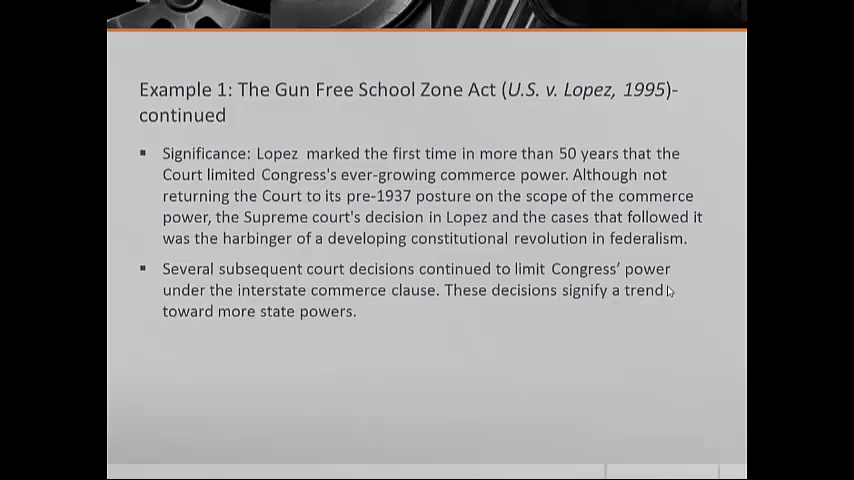 Example 1: The Gun Free School Zone Act (U.S. v. Lopez, 1995)-
continued
▪ Significance: Lopez marked the first time in more than 50 years that the
Court limited Congress's ever-growing commerce power. Although not
returning the Court to its pre-1937 posture on the scope of the commerce
power, the Supreme court's decision in Lopez and the cases that followed it
was the harbinger of a developing constitutional revolution in federalism.
▪ Several subsequent court decisions continued to limit Congress’ power
under the interstate commerce clause. These decisions signify a trend
toward more state powers.